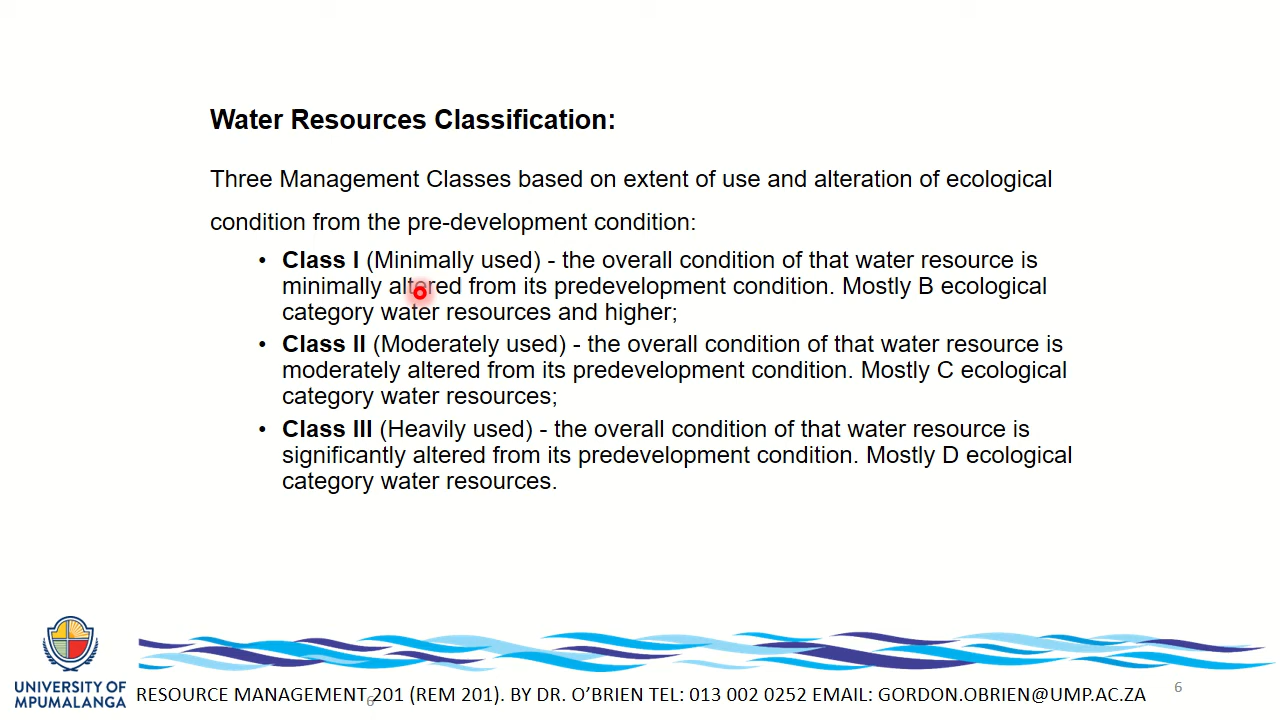 Water Resources Classification:
Three Management Classes based on extent of use and alteration of ecological
condition from the pre-development condition:
• Class I (Minimally used) - the overall condition of that water resource is
minimally altered from its predevelopment condition. Mostly B ecological
category water resources and higher;
• Class II (Moderately used) - the overall condition of that water resource is
moderately altered from its predevelopment condition. Mostly C ecological
category water resources;
• Class III (Heavily used) - the overall condition of that water resource is
significantly altered from its predevelopment condition. Mostly D ecological
category water resources.
UNIVERSITY OF
MPUMALANGA
RESOURCE MANAGEMENT 201 (REM 201). BY DR. O’BRIEN TEL: 013 002 0252 EMAIL: GORDON.OBRIEN@UMP.AC.ZA
6
6